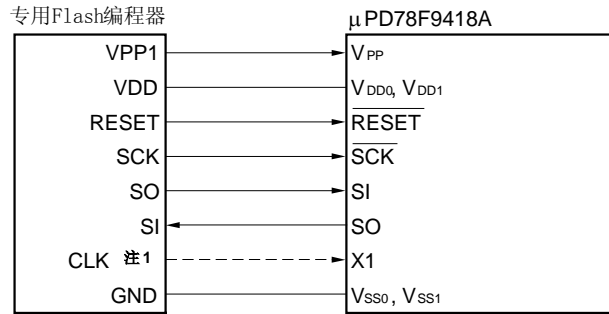 专用Flash编程器
μPD78F9418A
VPP1 VPP
VDD VDD0, VDD1
RESET RESET
SCK SCK
SO SI
SI SO
CLK 注1 X1
GND VSS0, VSS1